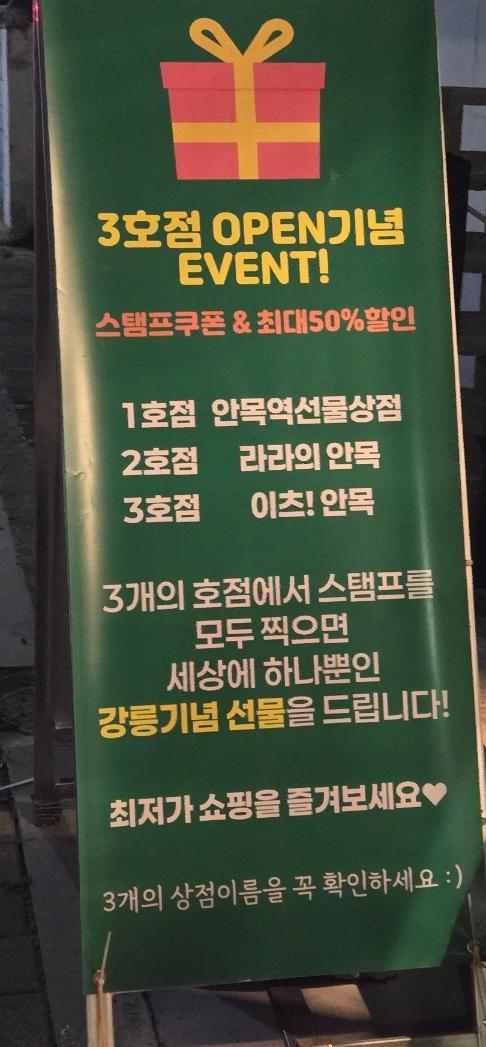 3호점 OPEN기념
EVENT!
스탬프쿠폰 & 최대50%할인
1호점 안목역선물상점
2호점 라라의 안목
3호점 이츠! 안목
3개의 호점에서 스탬프를
모두 찍으면
세상에 하나뿐인
강릉기념 선물을 드립니다!
최저가 쇼핑을 즐겨보세요♥
3개의 상점이름을 꼭 확인하세요 :)